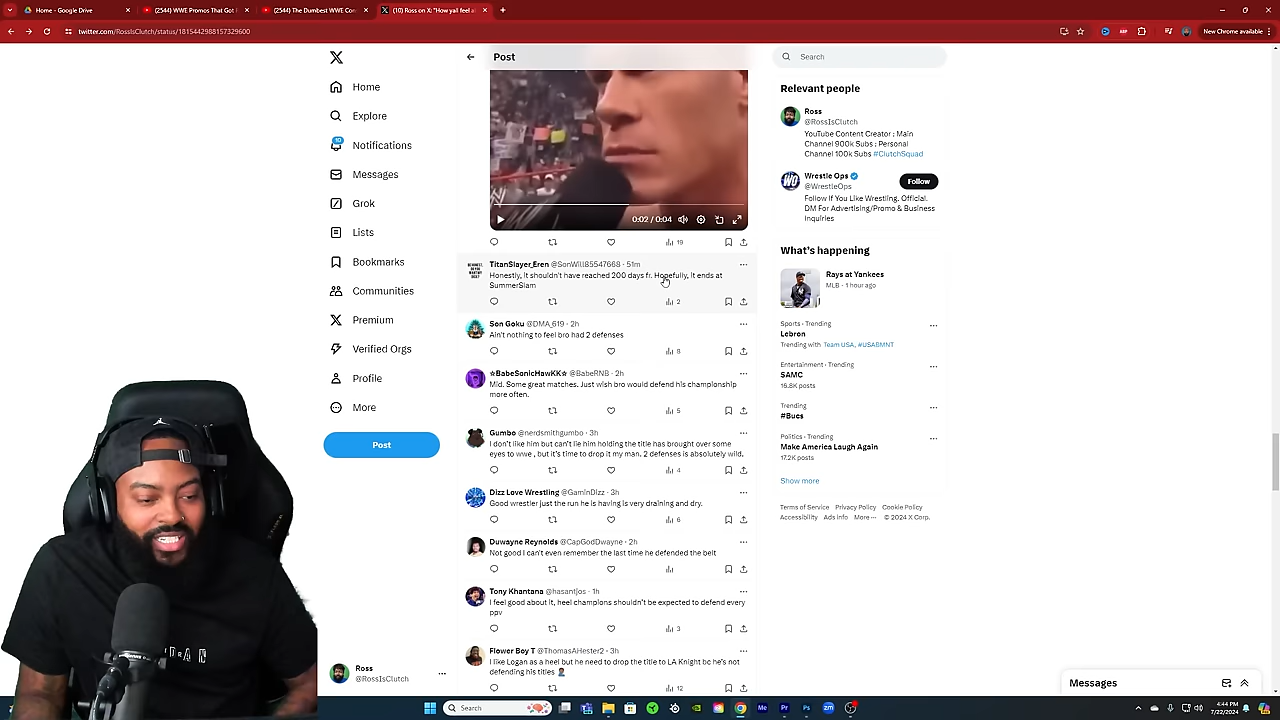 Home - Google Drive
(2544) WWE Promos That Got
(2544) The Dumbest WWE Con
(10) Ross on X: "How yall feel a
twitter.com/RossIsClutch/status/1815442988157329600
ABP
New Chrome available
Home
Explore
10
Notifications
Messages
Grok
Lists
Bookmarks
Communities
Premium
Verified Orgs
Profile
More
Post
Ross
@RossIsClutch
Post
0:02 / 0:04
19
TitanSlayer_Eren @SonWill85547668 · 51m
Honestly, it shouldn't have reached 200 days fr. Hopefully, it ends at
SummerSlam
2
Son Goku @DMA_619 · 2h
Ain't nothing to feel bro had 2 defenses
8
☆BabeSonicHawKK☆ @BabeRNB · 2h
Mid. Some great matches. Just wish bro would defend his championship
more often.
5
Gumbo @nerdsmithgumbo · 3h
I don't like him but can't lie him holding the title has brought over some
eyes to wwe , but it's time to drop it my man. 2 defenses is absolutely wild.
4
Dizz Love Wrestling @GaminDizz · 3h
Good wrestler just the run he is having is very draining and dry.
6
Duwayne Reynolds @CapGodDwayne · 2h
Not good I can't even remember the last time he defended the belt
Tony Khantana @hasantjos · 1h
I feel good about it, heel champions shouldn't be expected to defend every
ppv
3
Flower Boy T @ThomasAHester2 · 3h
I like Logan as a heel but he need to drop the title to LA Knight bc he's not
defending his titles
12
Search
Relevant people
Ross
@RossIsClutch
YouTube Content Creator ; Main
Channel 900k Subs ; Personal
Channel 100k Subs #ClutchSquad
WO
Wrestle Ops
@WrestleOps
Follow
Follow If You Like Wrestling. Official.
DM For Advertising/Promo & Business
Inquiries
What's happening
Rays at Yankees
MLB · 1 hour ago
Sports · Trending
Lebron
Trending with Team USA, #USABMNT
Entertainment · Trending
SAMC
16.8K posts
Trending
#Bucs
Politics · Trending
Make America Laugh Again
17.2K posts
Show more
Terms of Service Privacy Policy Cookie Policy
Accessibility Ads info More ··· © 2024 X Corp.
Messages
Search
4:44 PM
7/22/2024